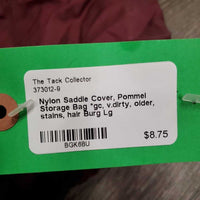 The Tack Collector
373012-9
Nylon Saddle Cover, Pommel
Storage Bag *gc, v.dirty, older,
stains, hair Burg Lg
BGK6BU
$8.75